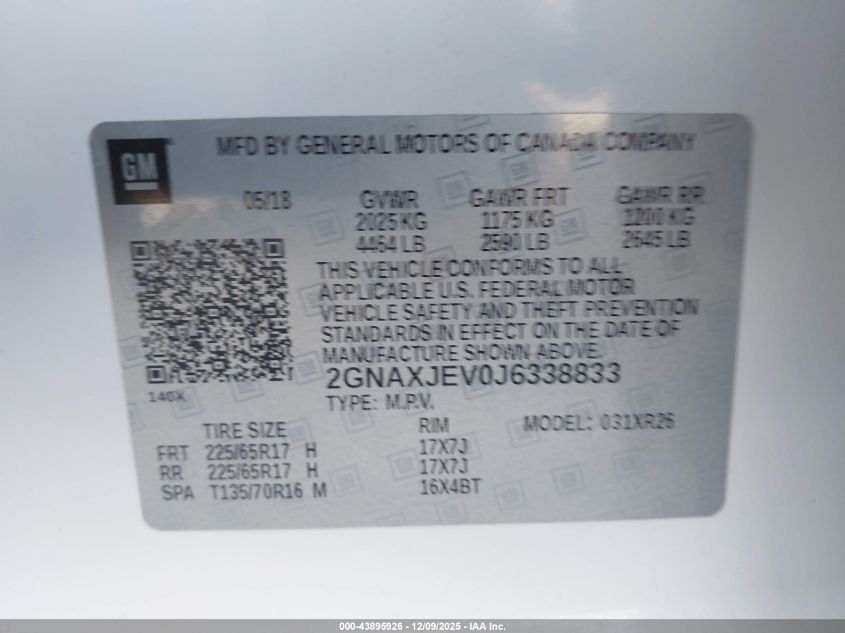 GM
MFD BY GENERAL MOTORS OF CANADA COMPANY
05/18 GVWR GAWR FRT GAWR RR
2025 KG 1175 KG 1200 KG
4464 LB 2590 LB 2645 LB
THIS VEHICLE CONFORMS TO ALL
APPLICABLE U.S. FEDERAL MOTOR
VEHICLE SAFETY AND THEFT PREVENTION
STANDARDS IN EFFECT ON THE DATE OF
MANUFACTURE SHOWN ABOVE.
2GNAXJEV0J6338833
140X
TYPE: M.P.V.
TIRE SIZE RIM MODEL: 031XR26
FRT 225/65R17 H 17X7J
RR 225/65R17 H 17X7J
SPA T135/70R16 M 16X4BT
000-43895926 - 12/09/2025 - IAA Inc.